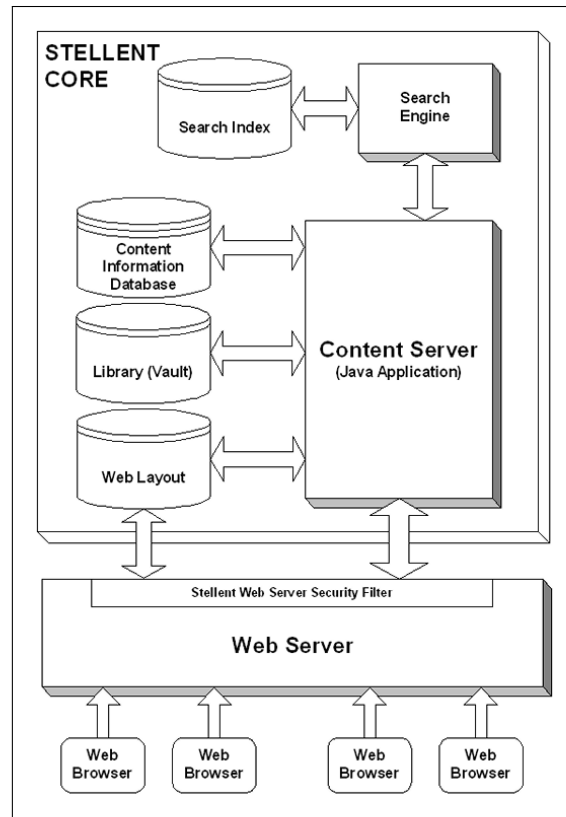 STELLENT
CORE
Search Index
Search
Engine
Content
Information
Database
Library (Vault)
Web Layout
Content Server
(Java Application)
Stellent Web Server Security Filter
Web Server
Web
Browser
Web
Browser
Web
Browser
Web
Browser